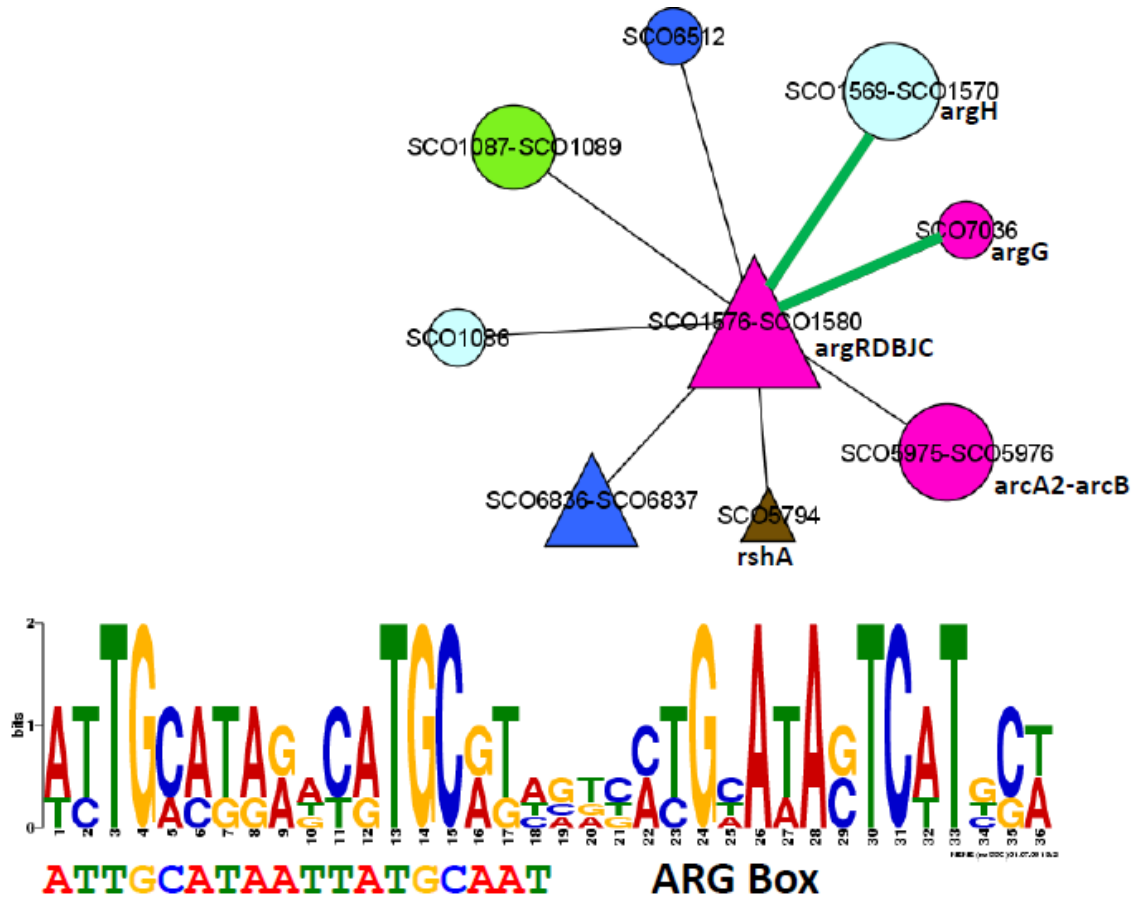 SCO6512
SCO1569-SCO1570
argH
SCO1087-SCO1089
SCO7036
argG
SCO1576-SCO1580
argRDBJC
SCO1086
SCO5975-SCO5976
arcA2-arcB
SCO6836-SCO6837
SCO5794
rshA
2
bits
1
0
ATTGCATAGACATGCGTAGTCCTGCATAGTCATGCT
1 2 3 4 5 6 7 8 9 10 11 12 13 14 15 16 17 18 19 20 21 22 23 24 25 26 27 28 29 30 31 32 33 34 35 36
ATTGCATAATTATGCAAT
ARG Box